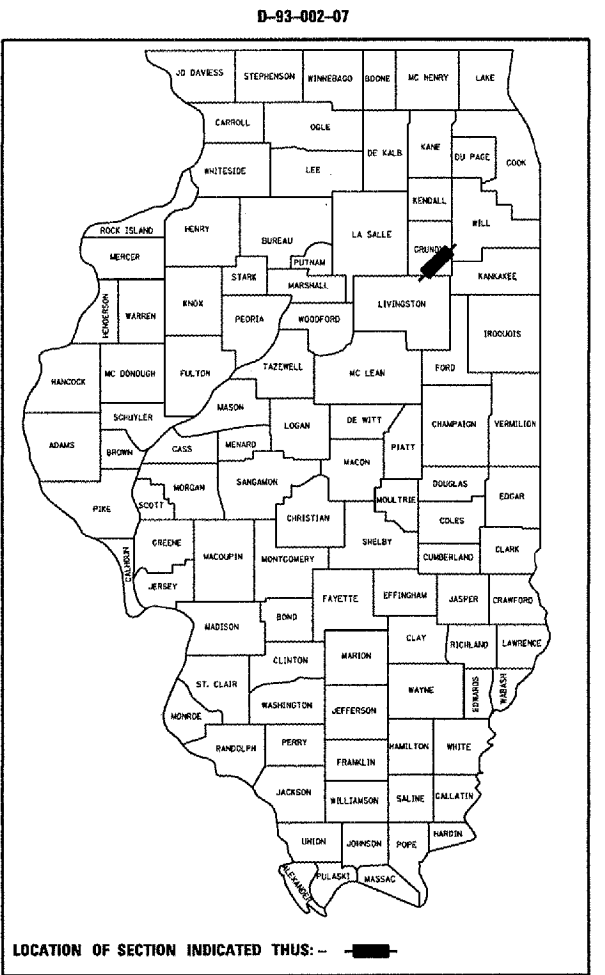 D-93-002-07
JO DAVIESS STEPHENSON WINNEBAGO BOONE MC HENRY LAKE
CARROLL OGLE DE KALB KANE DU PAGE COOK
WHITESIDE LEE KENDALL WILL
ROCK ISLAND HENRY BUREAU LA SALLE GRUNDY
MERCER PUTNAM KANKAKEE
STARK MARSHALL LIVINGSTON
HENDERSON WARREN KNOX PEORIA WOODFORD IROQUOIS
HANCOCK MC DONOUGH FULTON TAZEWELL MC LEAN FORD
SCHUYLER MASON LOGAN DE WITT CHAMPAIGN VERMILION
ADAMS BROWN CASS MENARD MACON PIATT
PIKE SCOTT MORGAN SANGAMON MOULTRIE DOUGLAS EDGAR
CHRISTIAN COLES
CALHOUN GREENE MACOUPIN MONTGOMERY SHELBY CUMBERLAND CLARK
JERSEY FAYETTE EFFINGHAM JASPER CRAWFORD
MADISON BOND CLAY RICHLAND LAWRENCE
CLINTON MARION
ST. CLAIR WAYNE EDWARDS WABASH
WASHINGTON JEFFERSON
MONROE
RANDOLPH PERRY HAMILTON WHITE
FRANKLIN
JACKSON WILLIAMSON SALINE GALLATIN
UNION JOHNSON POPE HARDIN
ALEXANDER PULASKI MASSAC
LOCATION OF SECTION INDICATED THUS: -